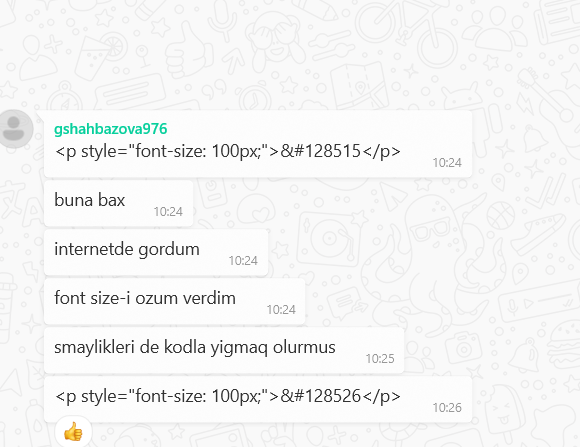 gshahbazova976
<p style="font-size: 100px;">&#128515</p>
10:24
buna bax
10:24
internetde gordum
10:24
font size-i ozum verdim
10:24
smaylikleri de kodla yigmaq olurmus
10:25
<p style="font-size: 100px;">&#128526</p>
10:26